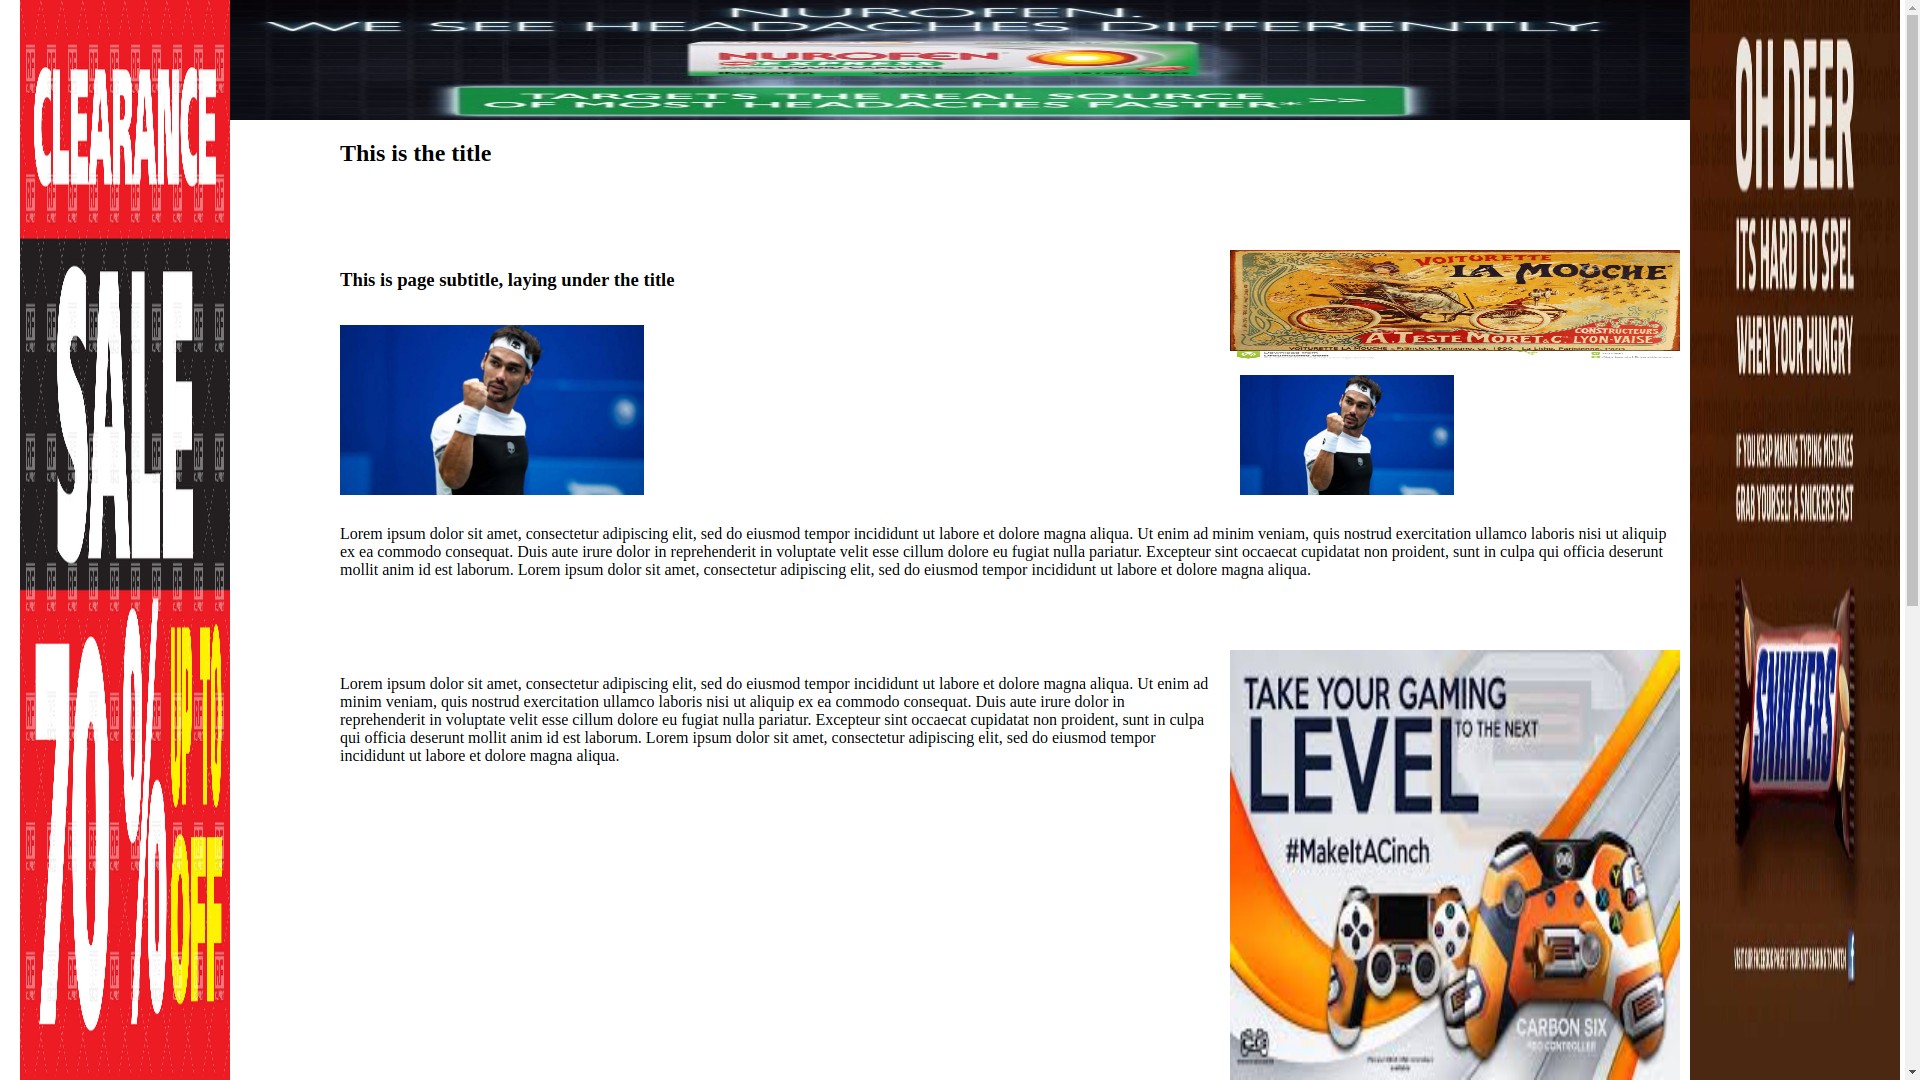 NUROFEN.
WE SEE HEADACHES DIFFERENTLY.
NUROFEN
TARGETS THE REAL SOURCE
OF MOST HEADACHES FASTER* >>
CLEARANCE
SALE
70%
UP TO
OFF
This is the title
This is page subtitle, laying under the title
VOITURETTE
"LA MOUCHE"
CONSTRUCTEURS
A. TESTE MORET & C. LYON-VAISE
Lorem ipsum dolor sit amet, consectetur adipiscing elit, sed do eiusmod tempor incididunt ut labore et dolore magna aliqua. Ut enim ad minim veniam, quis nostrud exercitation ullamco laboris nisi ut aliquip
ex ea commodo consequat. Duis aute irure dolor in reprehenderit in voluptate velit esse cillum dolore eu fugiat nulla pariatur. Excepteur sint occaecat cupidatat non proident, sunt in culpa qui officia deserunt
mollit anim id est laborum. Lorem ipsum dolor sit amet, consectetur adipiscing elit, sed do eiusmod tempor incididunt ut labore et dolore magna aliqua.
Lorem ipsum dolor sit amet, consectetur adipiscing elit, sed do eiusmod tempor incididunt ut labore et dolore magna aliqua. Ut enim ad
minim veniam, quis nostrud exercitation ullamco laboris nisi ut aliquip ex ea commodo consequat. Duis aute irure dolor in
reprehenderit in voluptate velit esse cillum dolore eu fugiat nulla pariatur. Excepteur sint occaecat cupidatat non proident, sunt in culpa
qui officia deserunt mollit anim id est laborum. Lorem ipsum dolor sit amet, consectetur adipiscing elit, sed do eiusmod tempor
incididunt ut labore et dolore magna aliqua.
TAKE YOUR GAMING
LEVEL TO THE NEXT
#MakeItACinch
CARBON SIX
PRO CONTROLLER
OH DEER
ITS HARD TO SPEL
WHEN YOUR HUNGRY
IF YOU KEAP MAKING TYPING MISTAKES
GRAB YOURSELF A SNICKERS FAST
SNIKKERS
VISIT OUR FACEBOOK PAGE IF YOUR NOT SHARING TO MUTCH